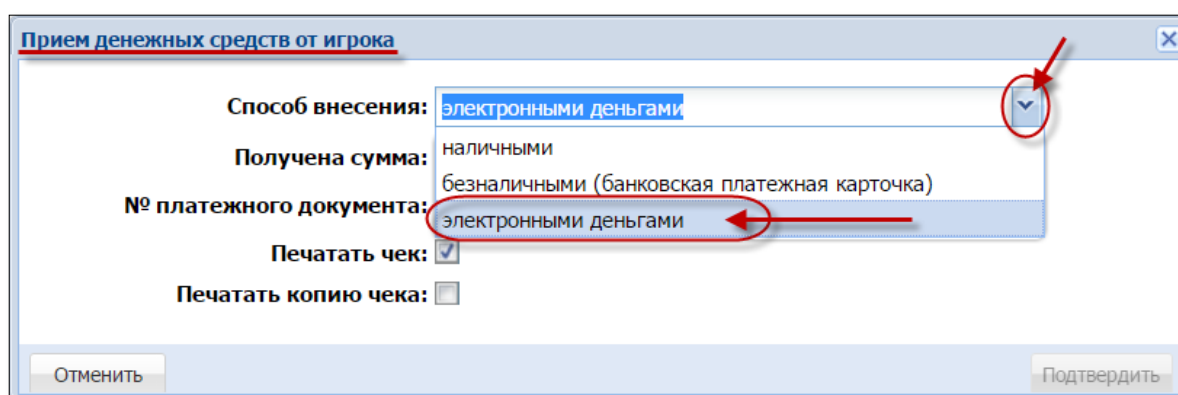 Прием денежных средств от игрока
Способ внесения: электронными деньгами
наличными
Получена сумма:
безналичными (банковская платежная карточка)
№ платежного документа:
электронными деньгами
Печатать чек:
Печатать копию чека:
Отменить Подтвердить